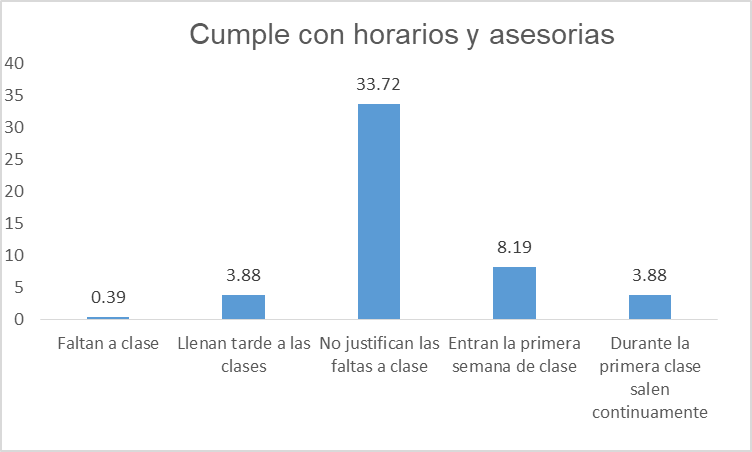 Cumple con horarios y asesorias
40
35
30
25
20
15
10
5
0
0.39
3.88
33.72
8.19
3.88
Faltan a clase
Llenan tarde a las
clases
No justifican las
faltas a clase
Entran la primera
semana de clase
Durante la
primera clase
salen
continuamente